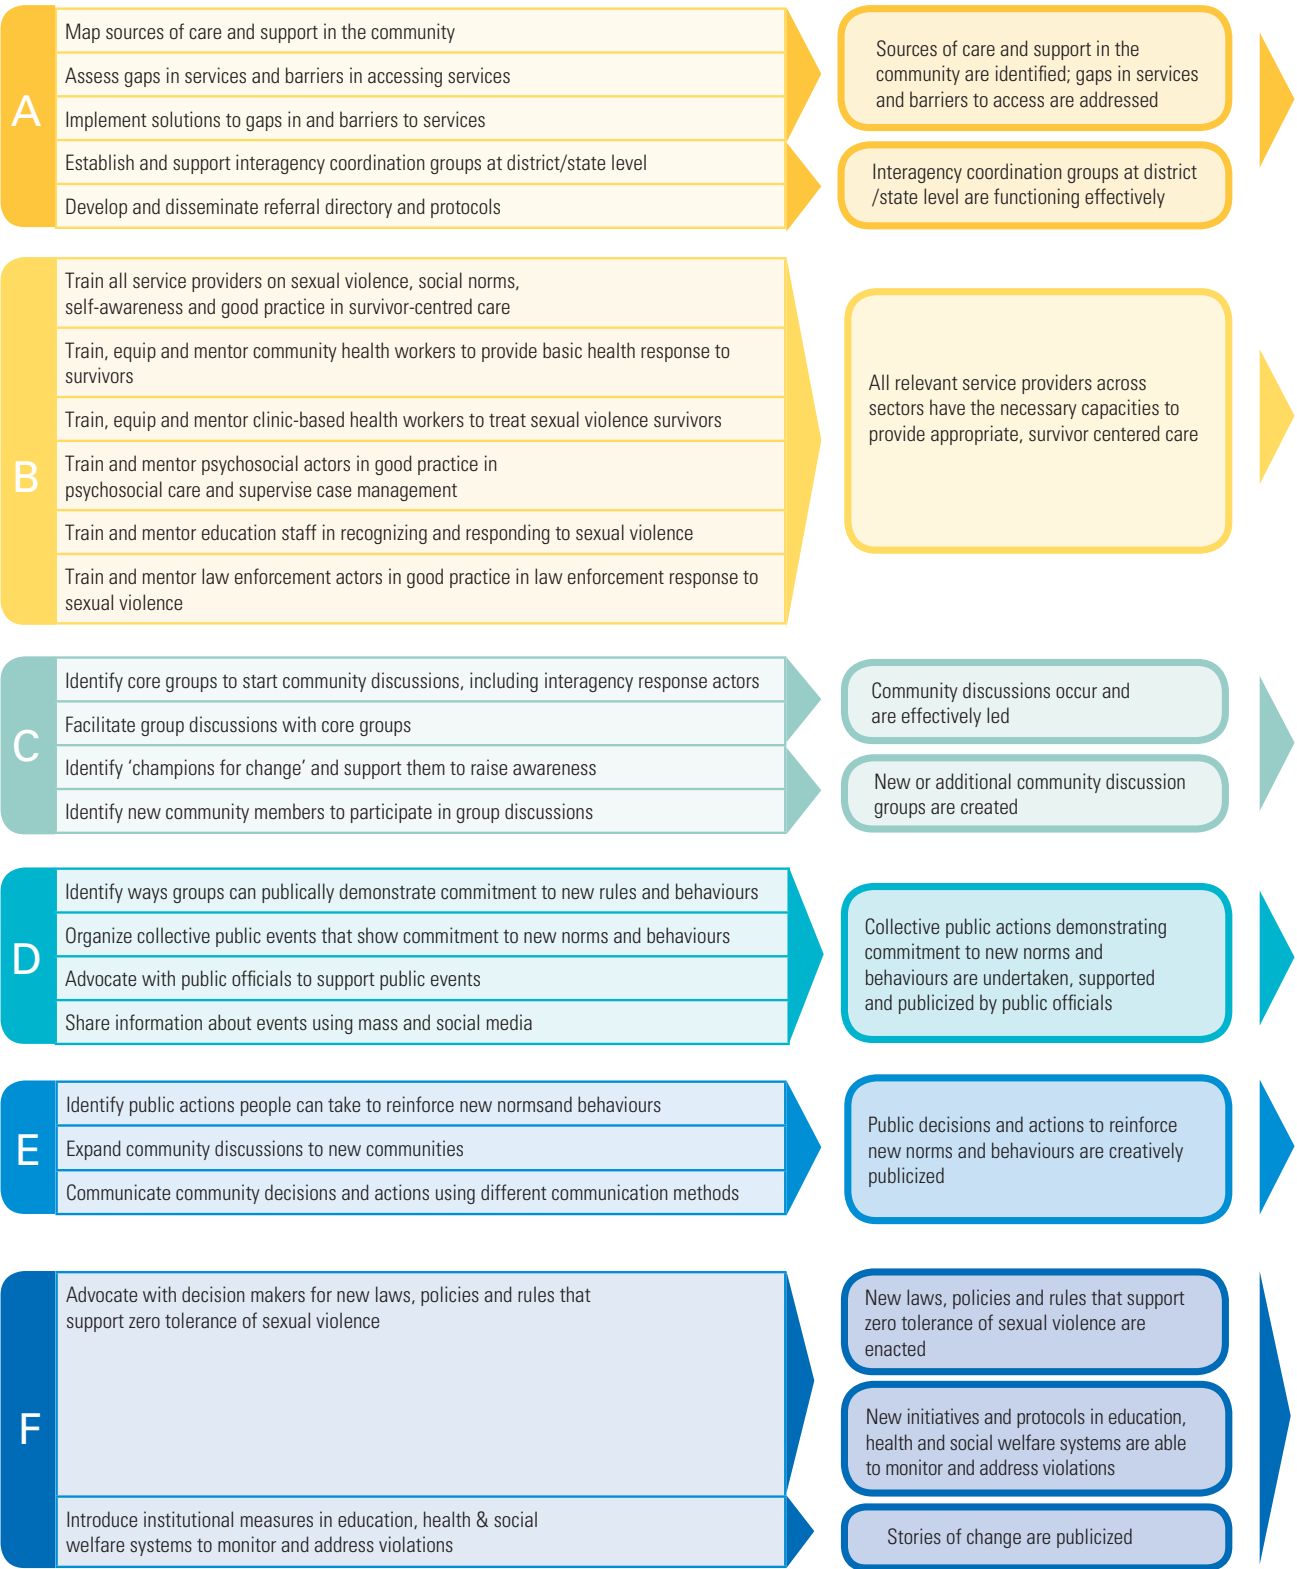 A
Map sources of care and support in the community
Assess gaps in services and barriers in accessing services
Implement solutions to gaps in and barriers to services
Establish and support interagency coordination groups at district/state level
Develop and disseminate referral directory and protocols
Sources of care and support in the
community are identified; gaps in services
and barriers to access are addressed
Interagency coordination groups at district
/state level are functioning effectively
B
Train all service providers on sexual violence, social norms,
self-awareness and good practice in survivor-centred care
Train, equip and mentor community health workers to provide basic health response to
survivors
Train, equip and mentor clinic-based health workers to treat sexual violence survivors
Train and mentor psychosocial actors in good practice in
psychosocial care and supervise case management
Train and mentor education staff in recognizing and responding to sexual violence
Train and mentor law enforcement actors in good practice in law enforcement response to
sexual violence
All relevant service providers across
sectors have the necessary capacities to
provide appropriate, survivor centered care
C
Identify core groups to start community discussions, including interagency response actors
Facilitate group discussions with core groups
Identify ‘champions for change’ and support them to raise awareness
Identify new community members to participate in group discussions
Community discussions occur and
are effectively led
New or additional community discussion
groups are created
D
Identify ways groups can publically demonstrate commitment to new rules and behaviours
Organize collective public events that show commitment to new norms and behaviours
Advocate with public officials to support public events
Share information about events using mass and social media
Collective public actions demonstrating
commitment to new norms and
behaviours are undertaken, supported
and publicized by public officials
E
Identify public actions people can take to reinforce new normsand behaviours
Expand community discussions to new communities
Communicate community decisions and actions using different communication methods
Public decisions and actions to reinforce
new norms and behaviours are creatively
publicized
F
Advocate with decision makers for new laws, policies and rules that
support zero tolerance of sexual violence
Introduce institutional measures in education, health & social
welfare systems to monitor and address violations
New laws, policies and rules that support
zero tolerance of sexual violence are
enacted
New initiatives and protocols in education,
health and social welfare systems are able
to monitor and address violations
Stories of change are publicized